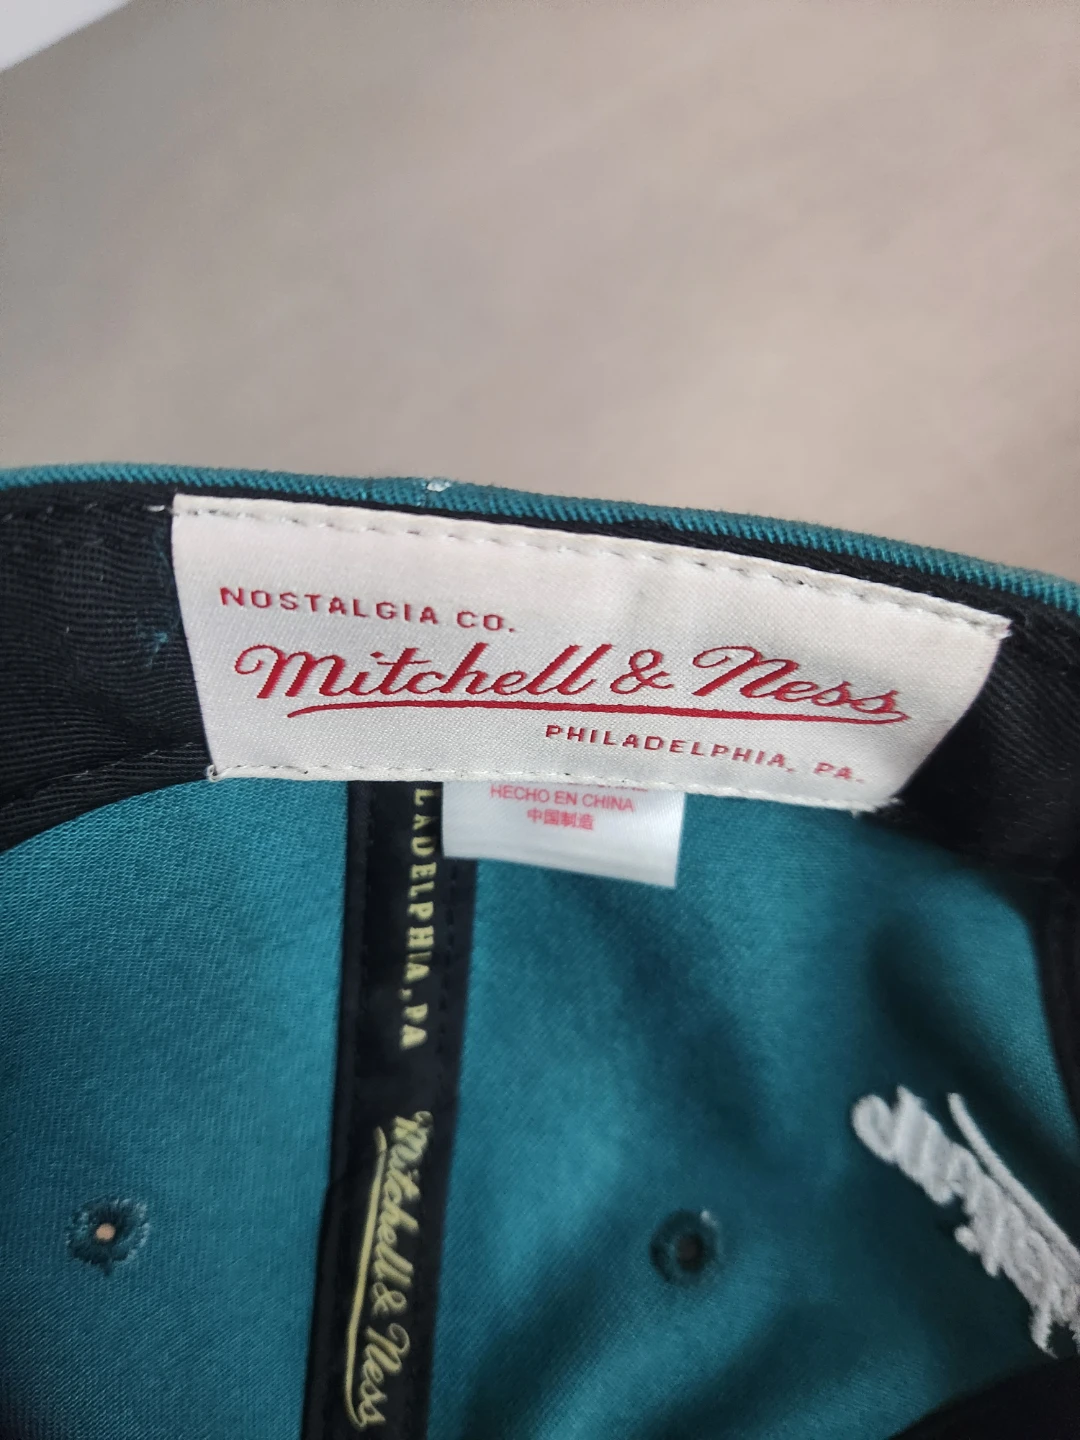 NOSTALGIA CO.
Mitchell & Ness
PHILADELPHIA, PA.
HECHO EN CHINA
中国制造
LADELPHIA, PA
Mitchell & Ness